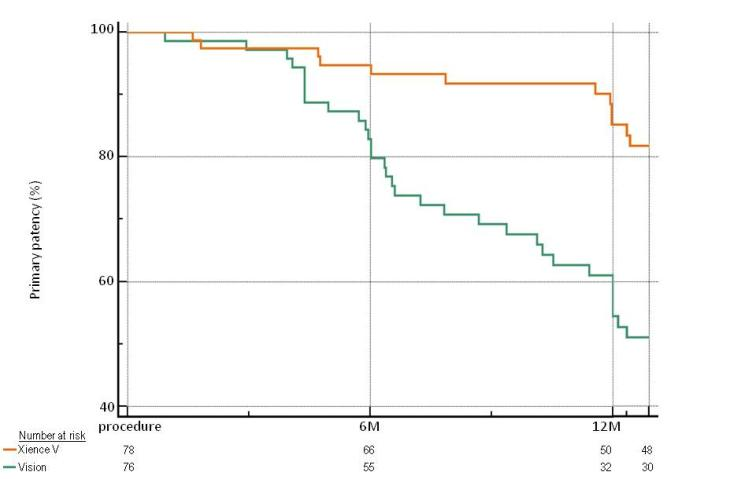 100
80
60
40
Primary patency (%)
procedure 6M 12M
Number at risk
Xience V 78 66 50 48
Vision 76 55 32 30